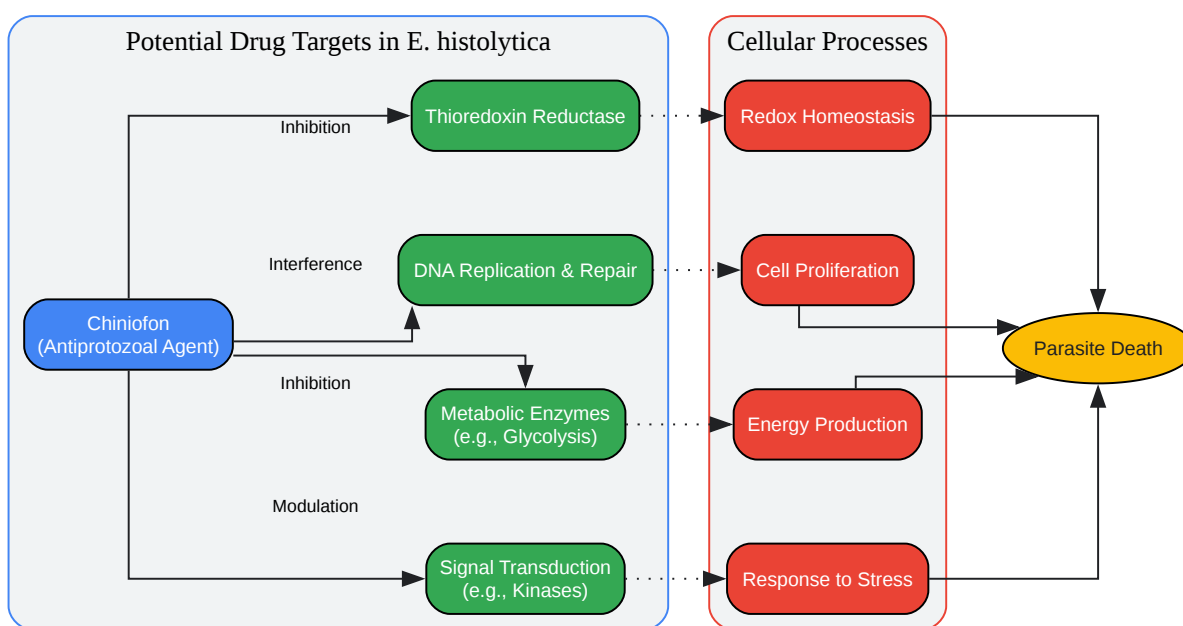 Potential Drug Targets in E. histolytica
Cellular Processes
Thioredoxin Reductase
Redox Homeostasis
Inhibition
Interference
DNA Replication & Repair
Cell Proliferation
Chiniofon
(Antiprotozoal Agent)
Parasite Death
Inhibition
Metabolic Enzymes
(e.g., Glycolysis)
Energy Production
Modulation
Signal Transduction
(e.g., Kinases)
Response to Stress